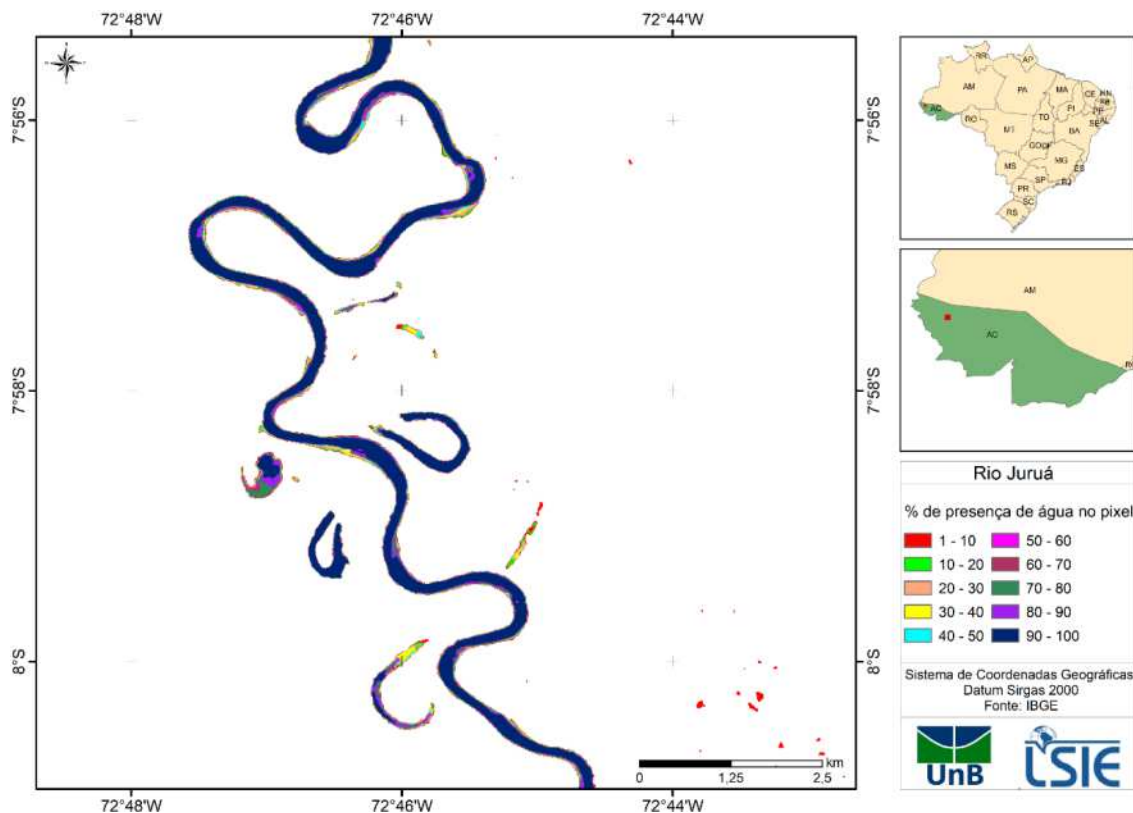 72°48'W 72°46'W 72°44'W
7°56'S 7°56'S
7°58'S 7°58'S
8°S 8°S
km
0 1,25 2,5
72°48'W 72°46'W 72°44'W
RR AP
AM PA MA CE RN
PB
PI PE
AC AL
RO TO SE
MT BA
GO DF
MS MG ES
SP RJ
PR
SC
RS
AM
AC
Rio Juruá
% de presença de água no pixel
1 - 10 50 - 60
10 - 20 60 - 70
20 - 30 70 - 80
30 - 40 80 - 90
40 - 50 90 - 100
Sistema de Coordenadas Geográficas
Datum Sirgas 2000
Fonte: IBGE
UnB LSIE